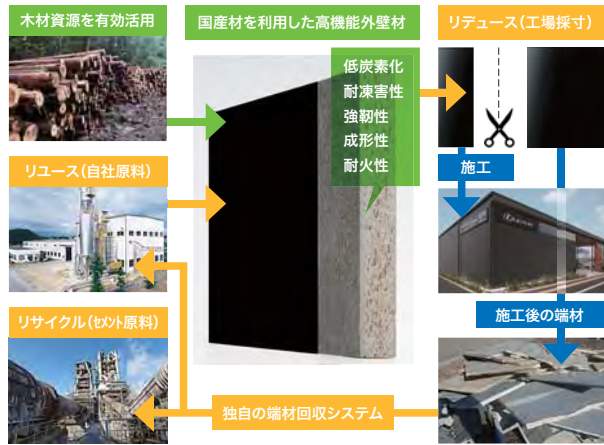 木材資源を有効活用
国産材を利用した高機能外壁材
リデュース（工場採寸）
低炭素化
耐凍害性
強靭性
成形性
耐火性
リユース（自社原料）
施工
リサイクル（セメント原料）
施工後の端材
独自の端材回収システム